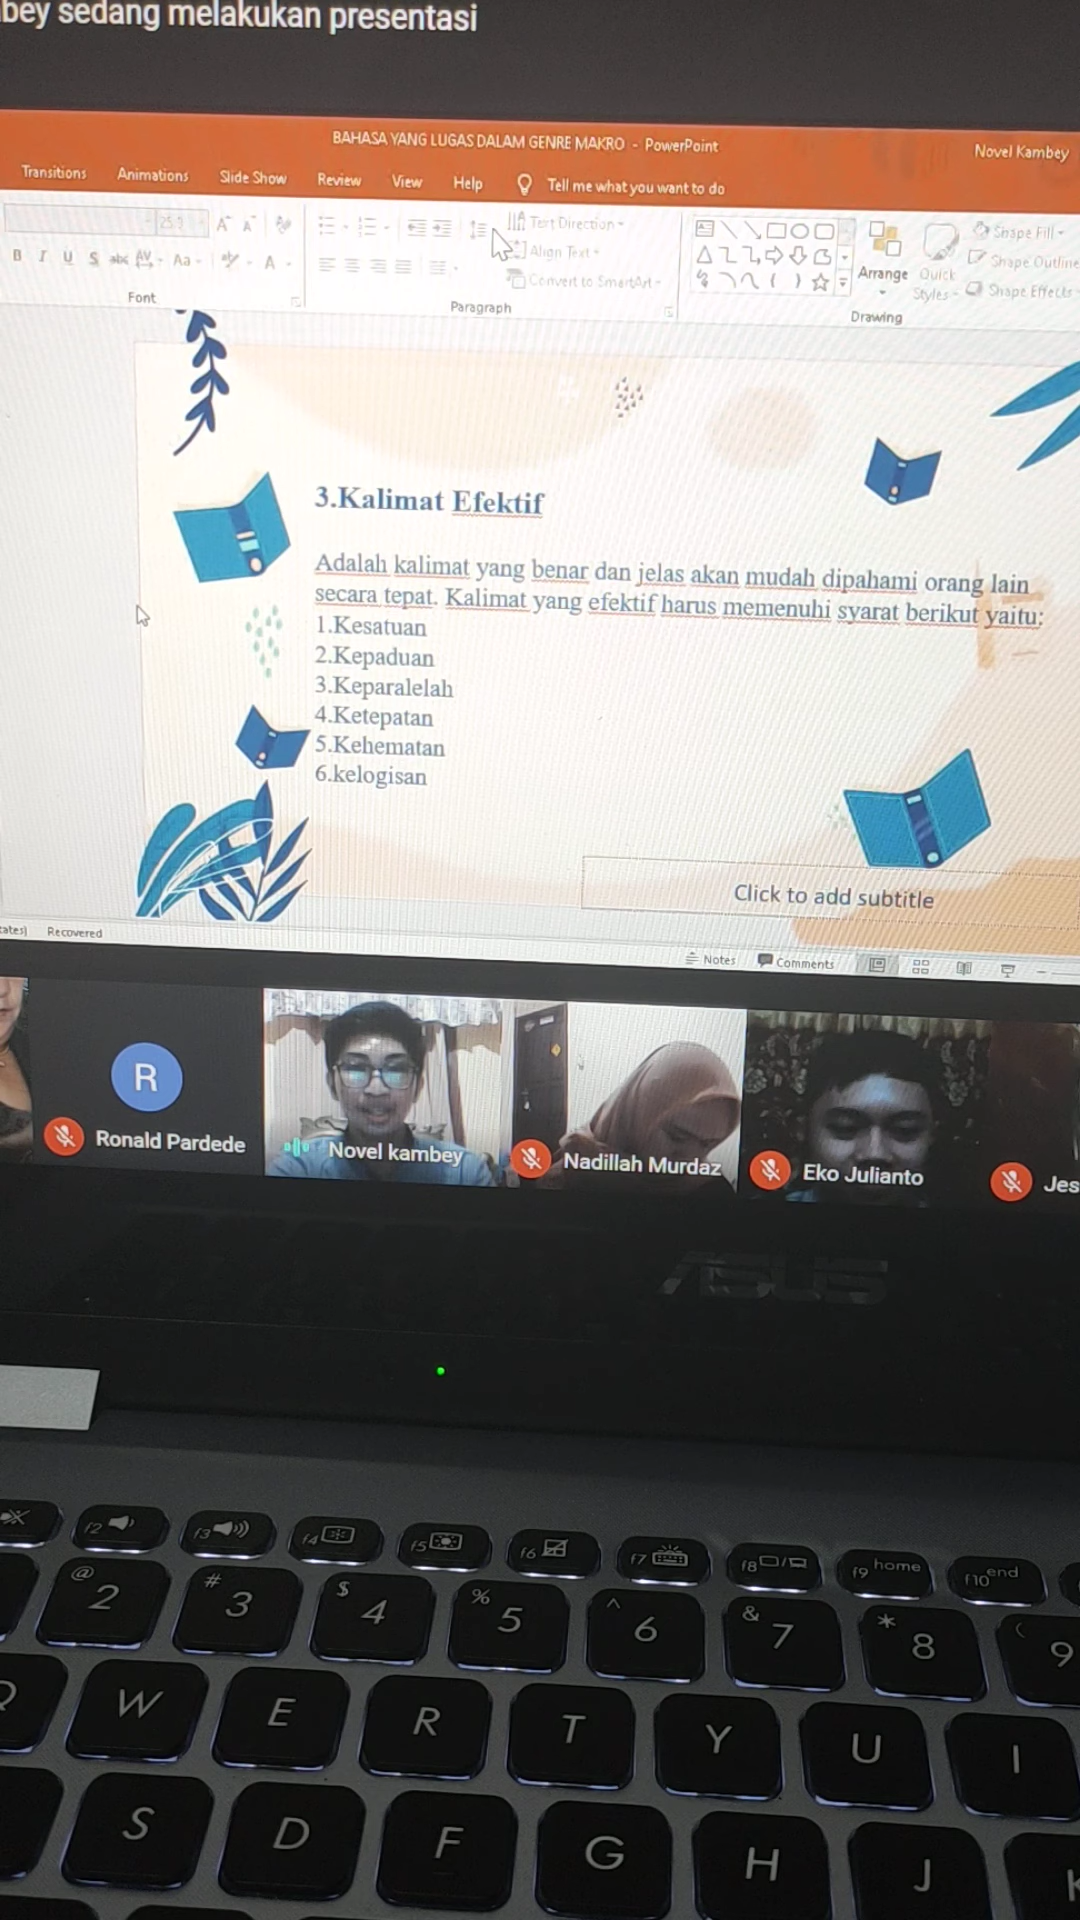 bey sedang melakukan presentasi
BAHASA YANG LUGAS DALAM GENRE MAKRO - PowerPoint
Novel Kambey
Transitions Animations Slide Show Review View Help Tell me what you want to do
Text Direction
Align Text
Convert to SmartArt
Arrange
Quick Styles
Shape Fill
Shape Outline
Shape Effects
B I U S abc AV Aa A
Font
Paragraph
Drawing
3.Kalimat Efektif
Adalah kalimat yang benar dan jelas akan mudah dipahami orang lain
secara tepat. Kalimat yang efektif harus memenuhi syarat berikut yaitu:
1.Kesatuan
2.Kepaduan
3.Keparalelah
4.Ketepatan
5.Kehematan
6.kelogisan
Click to add subtitle
Recovered
Notes Comments
R
Ronald Pardede
Novel kambey
Nadillah Murdaz
Eko Julianto
Jes
ASUS
f2 f3 f4 f5 f6 f7 f8 f9 home f10 end
@ 2 # 3 $ 4 % 5 ^ 6 & 7 * 8 ( 9
W E R T Y U I
S D F G H J